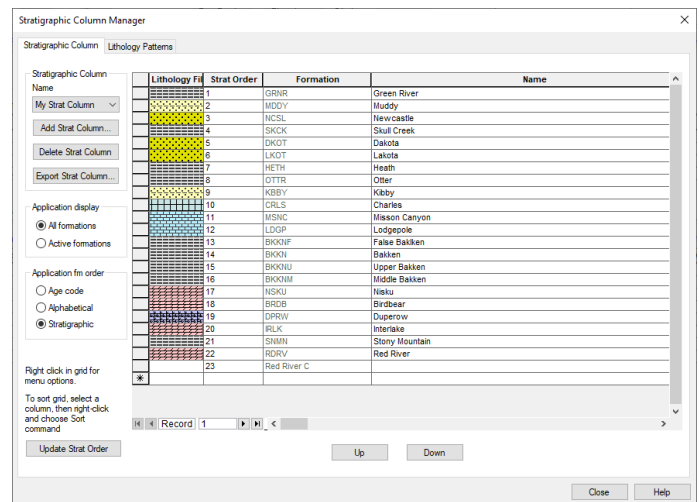 Stratigraphic Column Manager
Stratigraphic Column Lithology Patterns
Stratigraphic Column
Name
My Strat Column
Add Strat Column...
Delete Strat Column
Export Strat Column...
Application display
All formations
Active formations
Application fm order
Age code
Alphabetical
Stratigraphic
Right click in grid for
menu options.
To sort grid, select a
column, then right-click
and choose Sort
command
Update Strat Order
Lithology Fil Strat Order Formation Name
1 GRNR Green River
2 MDDY Muddy
3 NCSL Newcastle
4 SKCK Skull Creek
5 DKOT Dakota
6 LKOT Lakota
7 HETH Heath
8 OTTR Otter
9 KBBY Kibby
10 CRLS Charles
11 MSNC Misson Canyon
12 LDGP Lodgepole
13 BKKNF False Baklken
14 BKKN Bakken
15 BKKNU Upper Bakken
16 BKKNM Middle Bakken
17 NSKU Nisku
18 BRDB Birdbear
19 DPRW Duperow
20 IRLK Interlake
21 SNMN Stony Mountain
22 RDRV Red River
23 Red River C
Record 1
Up Down
Close Help